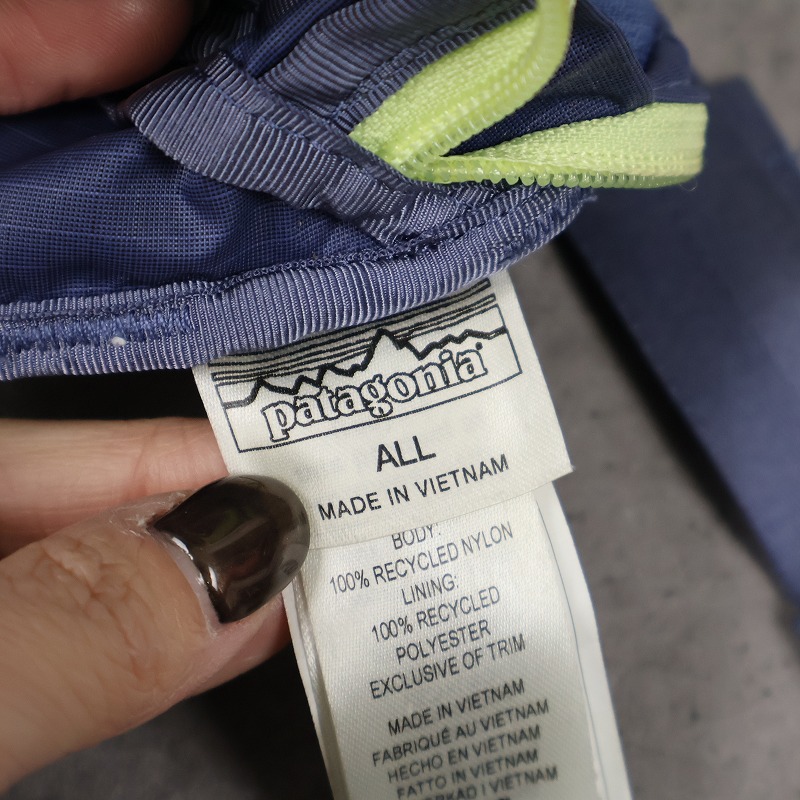 patagonia®
ALL
MADE IN VIETNAM
BODY:
100% RECYCLED NYLON
LINING:
100% RECYCLED
POLYESTER
EXCLUSIVE OF TRIM
MADE IN VIETNAM
FABRIQUÉ AU VIETNAM
HECHO EN VIETNAM
FATTO IN VIETNAM
VIETNAM